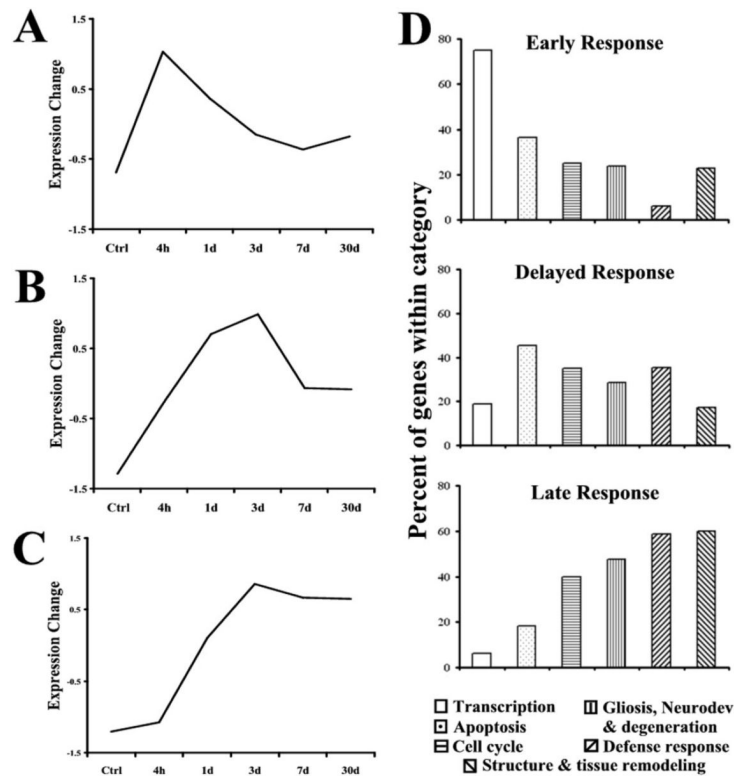 A
1.5
0.5
-0.5
-1.5
Expression Change
Ctrl 4h 1d 3d 7d 30d
B
1.5
0.5
-0.5
-1.5
Expression Change
Ctrl 4h 1d 3d 7d 30d
C
1.5
0.5
-0.5
-1.5
Expression Change
Ctrl 4h 1d 3d 7d 30d
D
Percent of genes within category
Early Response
80
60
40
20
0
Delayed Response
80
60
40
20
0
Late Response
80
60
40
20
0
Transcription
Apoptosis
Cell cycle
Gliosis, Neurodev
& degeneration
Defense response
Structure & tissue remodeling